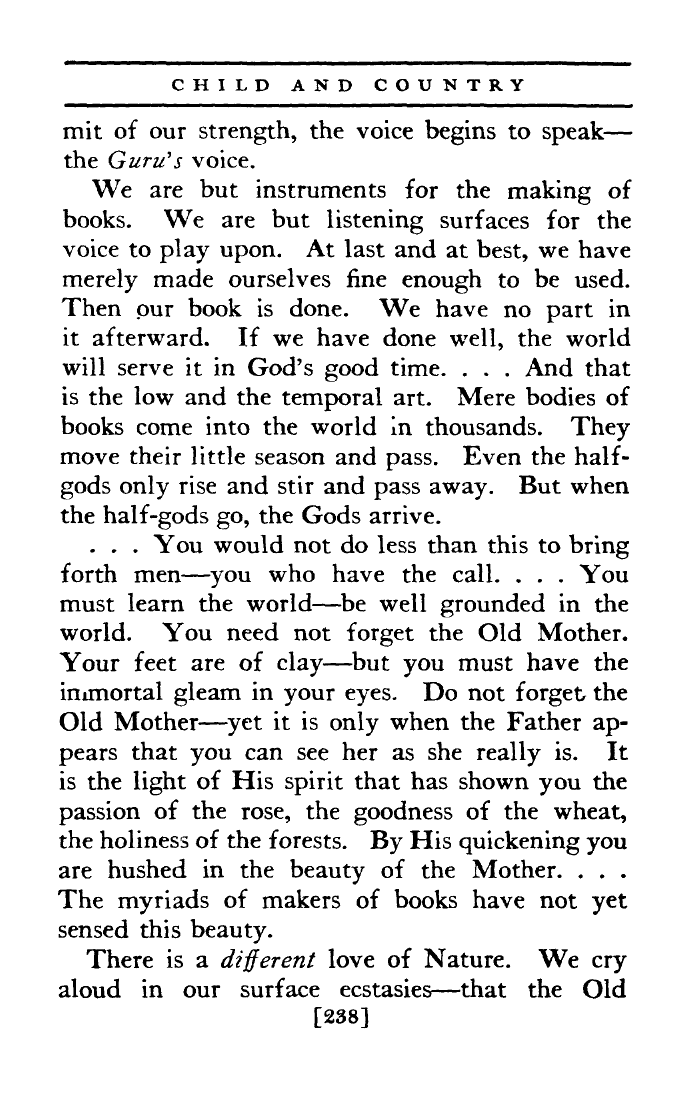 CHILD AND COUNTRY
mit of our strength, the voice begins to speak—
the Guru's voice.
We are but instruments for the making of
books. We are but listening surfaces for the
voice to play upon. At last and at best, we have
merely made ourselves fine enough to be used.
Then our book is done. We have no part in
it afterward. If we have done well, the world
will serve it in God's good time. . . . And that
is the low and the temporal art. Mere bodies of
books come into the world in thousands. They
move their little season and pass. Even the half-
gods only rise and stir and pass away. But when
the half-gods go, the Gods arrive.
. . . You would not do less than this to bring
forth men—you who have the call. . . . You
must learn the world—be well grounded in the
world. You need not forget the Old Mother.
Your feet are of clay—but you must have the
immortal gleam in your eyes. Do not forget the
Old Mother—yet it is only when the Father ap-
pears that you can see her as she really is. It
is the light of His spirit that has shown you the
passion of the rose, the goodness of the wheat,
the holiness of the forests. By His quickening you
are hushed in the beauty of the Mother. . . .
The myriads of makers of books have not yet
sensed this beauty.
There is a different love of Nature. We cry
aloud in our surface ecstasies—that the Old
[238]